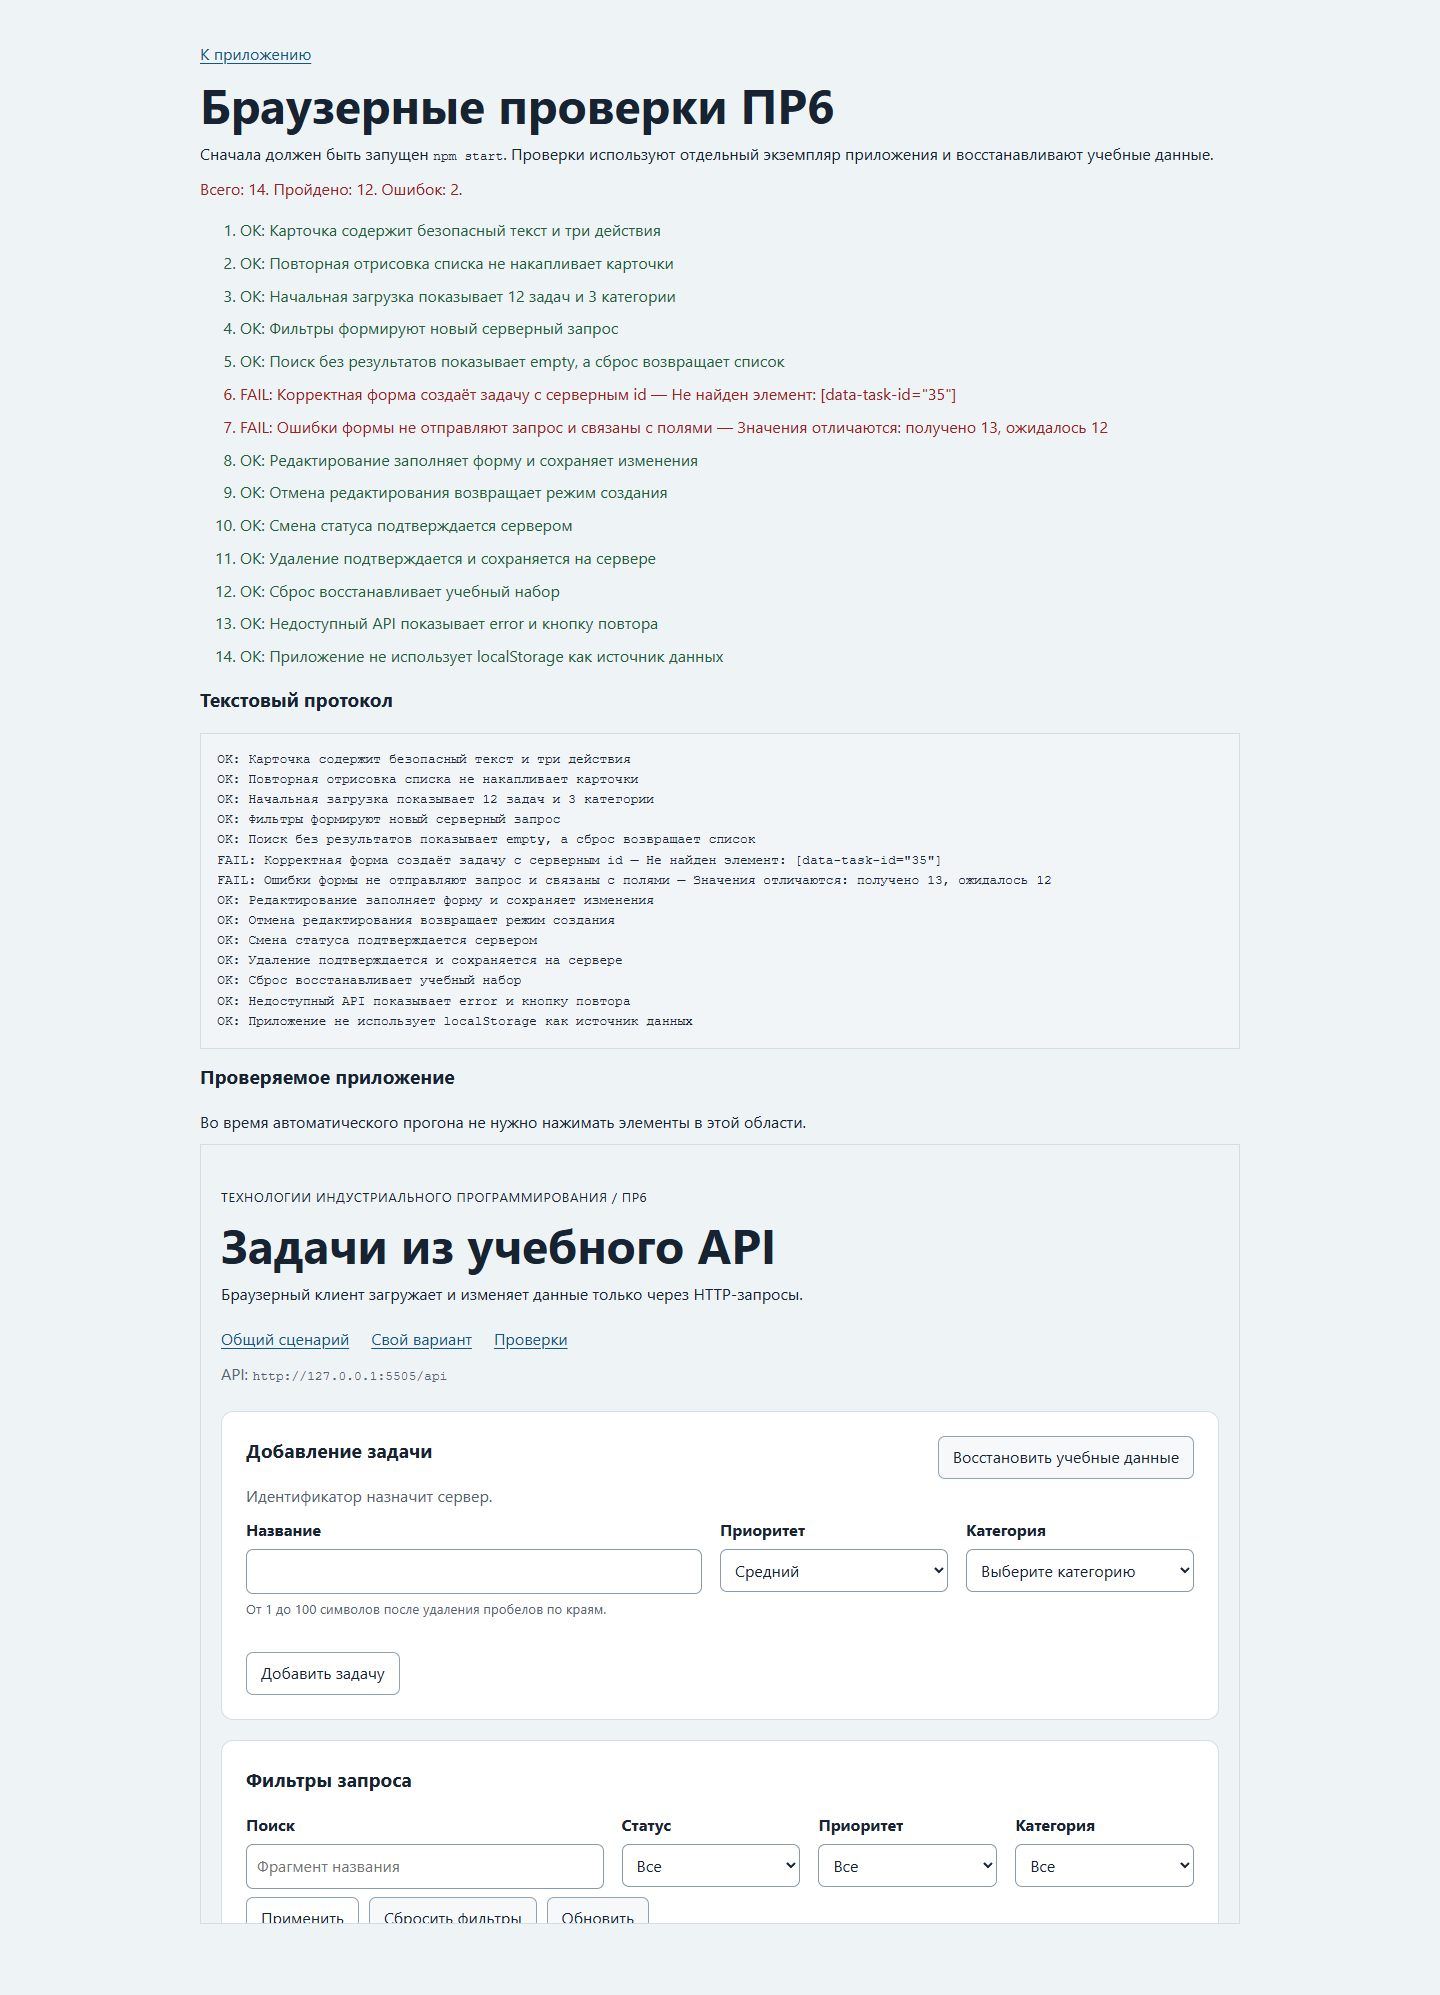 К приложению
Браузерные проверки ПР6
Сначала должен быть запущен npm start. Проверки используют отдельный экземпляр приложения и восстанавливают учебные данные.
Всего: 14. Пройдено: 12. Ошибок: 2.
1. OK: Карточка содержит безопасный текст и три действия
2. OK: Повторная отрисовка списка не накапливает карточки
3. OK: Начальная загрузка показывает 12 задач и 3 категории
4. OK: Фильтры формируют новый серверный запрос
5. OK: Поиск без результатов показывает empty, а сброс возвращает список
6. FAIL: Корректная форма создаёт задачу с серверным id — Не найден элемент: [data-task-id="35"]
7. FAIL: Ошибки формы не отправляют запрос и связаны с полями — Значения отличаются: получено 13, ожидалось 12
8. OK: Редактирование заполняет форму и сохраняет изменения
9. OK: Отмена редактирования возвращает режим создания
10. OK: Смена статуса подтверждается сервером
11. OK: Удаление подтверждается и сохраняется на сервере
12. OK: Сброс восстанавливает учебный набор
13. OK: Недоступный API показывает error и кнопку повтора
14. OK: Приложение не использует localStorage как источник данных
Текстовый протокол
OK: Карточка содержит безопасный текст и три действия
OK: Повторная отрисовка списка не накапливает карточки
OK: Начальная загрузка показывает 12 задач и 3 категории
OK: Фильтры формируют новый серверный запрос
OK: Поиск без результатов показывает empty, а сброс возвращает список
FAIL: Корректная форма создаёт задачу с серверным id — Не найден элемент: [data-task-id="35"]
FAIL: Ошибки формы не отправляют запрос и связаны с полями — Значения отличаются: получено 13, ожидалось 12
OK: Редактирование заполняет форму и сохраняет изменения
OK: Отмена редактирования возвращает режим создания
OK: Смена статуса подтверждается сервером
OK: Удаление подтверждается и сохраняется на сервере
OK: Сброс восстанавливает учебный набор
OK: Недоступный API показывает error и кнопку повтора
OK: Приложение не использует localStorage как источник данных
Проверяемое приложение
Во время автоматического прогона не нужно нажимать элементы в этой области.
ТЕХНОЛОГИИ ИНДУСТРИАЛЬНОГО ПРОГРАММИРОВАНИЯ / ПР6
Задачи из учебного API
Браузерный клиент загружает и изменяет данные только через HTTP-запросы.
Общий сценарий Свой вариант Проверки
API: http://127.0.0.1:5505/api
Добавление задачи
Восстановить учебные данные
Идентификатор назначит сервер.
Название Приоритет Категория
Средний Выберите категорию
От 1 до 100 символов после удаления пробелов по краям.
Добавить задачу
Фильтры запроса
Поиск Статус Приоритет Категория
Фрагмент названия Все Все Все
Применить Сбросить фильтры Обновить